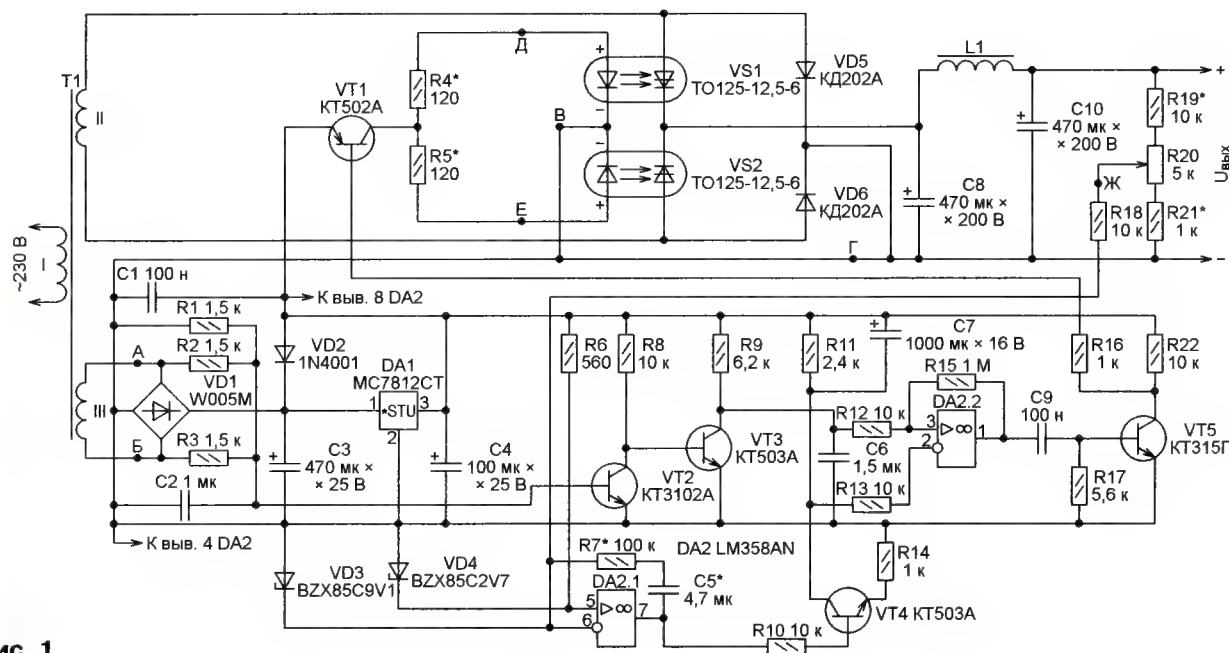 T1
II
~230 В
I
III
VT1
КТ502А
R4*
120
R5*
120
Д
В
Е
+
–
–
+
VS1
ТО125-12,5-6
VS2
ТО125-12,5-6
VD5
КД202А
VD6
КД202А
L1
+
C8
470 мк ×
× 200 В
+
C10
470 мк ×
× 200 В
R19*
10 к
R20
5 к
R21*
1 к
Ж
R18
10 к
+
Uвых
–
Г
C1 100 н
К выв. 8 DA2
R1 1,5 к
R2 1,5 к
А
VD1
W005M
Б
R3 1,5 к
C2 1 мк
К выв. 4 DA2
VD2
1N4001
DA1
MC7812CT
1
*STU
3
2
+
C3
470 мк ×
× 25 В
+
C4
100 мк ×
× 25 В
R6
560
R8
10 к
R9
6,2 к
R11
2,4 к
+
C7
1000 мк × 16 В
R15 1 М
R16
1 к
R22
10 к
VT2
КТ3102А
VT3
КТ503А
R12 10 к
C6
1,5 мк
R13 10 к
DA2.2
3
2
▷∞
1
C9
100 н
R17
5,6 к
VT5
КТ315Г
VD3
BZX85C9V1
VD4
BZX85C2V7
R7* 100 к
C5*
4,7 мк
DA2.1
5
6
▷∞
7
DA2 LM358AN
R10 10 к
R14
1 к
VT4 КТ503А
Рис. 1